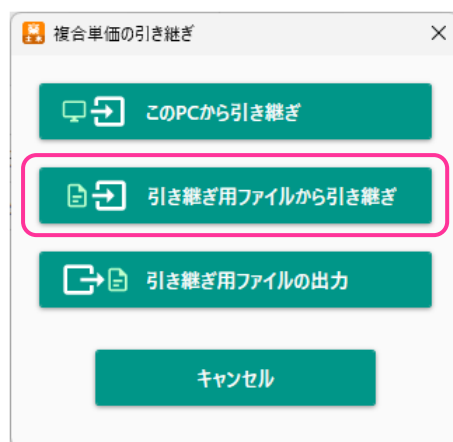 複合単価の引き継ぎ
このPCから引き継ぎ
引き継ぎ用ファイルから引き継ぎ
引き継ぎ用ファイルの出力
キャンセル